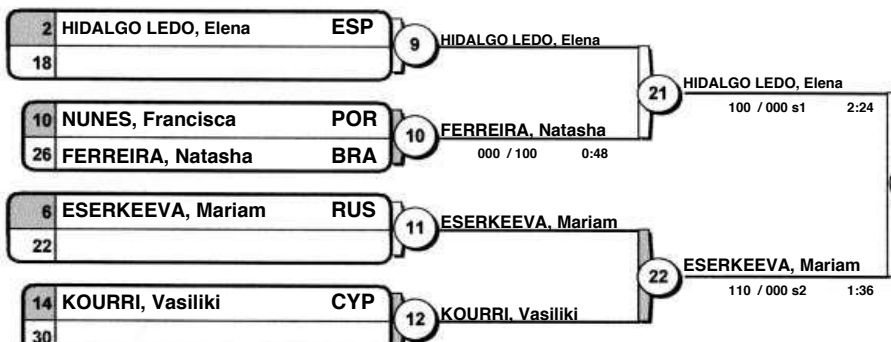 2 HIDALGO LEDO, Elena ESP
18
9
HIDALGO LEDO, Elena
10 NUNES, Francisca POR
26 FERREIRA, Natasha BRA
10
FERREIRA, Natasha
000 / 100 0:48
21
HIDALGO LEDO, Elena
100 / 000 s1 2:24
6 ESERKEEVA, Mariam RUS
22
11
ESERKEEVA, Mariam
14 KOURRI, Vasiliki CYP
30
12
KOURRI, Vasiliki
22
ESERKEEVA, Mariam
110 / 000 s2 1:36